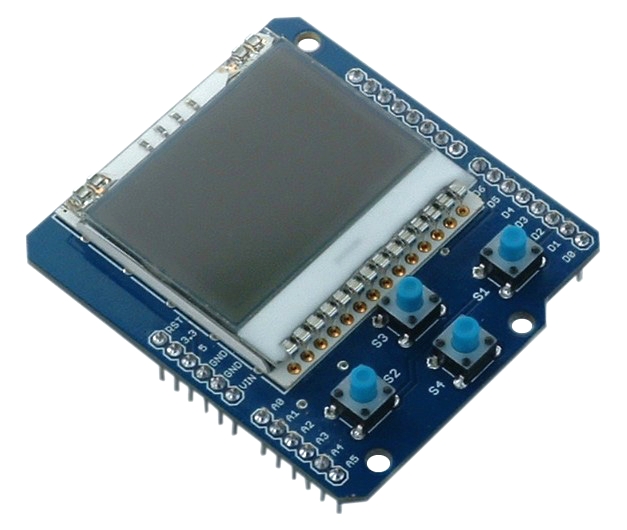 D6
D5
D4
D3
D2
D1
D0
S1
S3
S2
S4
RST
3.3
5
GND
GND
VIN
A0
A1
A2
A3
A4
A5